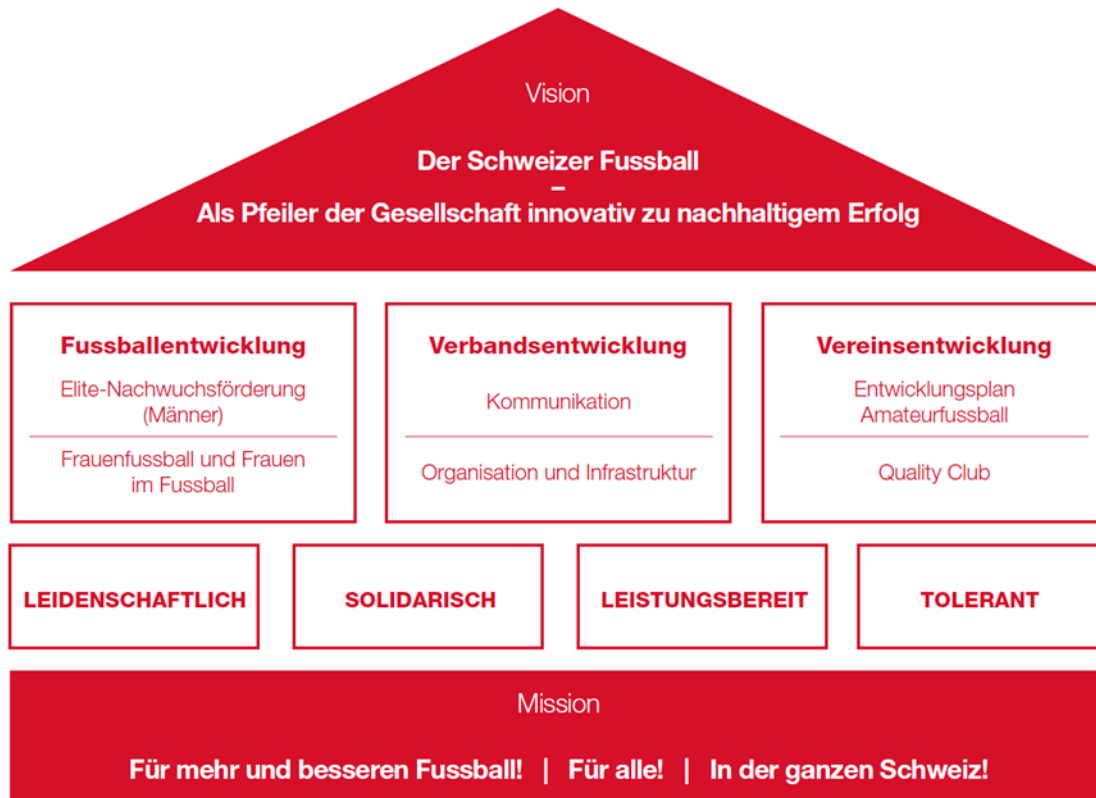 Vision
Der Schweizer Fussball
–
Als Pfeiler der Gesellschaft innovativ zu nachhaltigem Erfolg
Fussballentwicklung
Elite-Nachwuchsförderung
(Männer)
Frauenfussball und Frauen
im Fussball
Verbandsentwicklung
Kommunikation
Organisation und Infrastruktur
Vereinsentwicklung
Entwicklungsplan
Amateurfussball
Quality Club
LEIDENSCHAFTLICH
SOLIDARISCH
LEISTUNGSBEREIT
TOLERANT
Mission
Für mehr und besseren Fussball! | Für alle! | In der ganzen Schweiz!